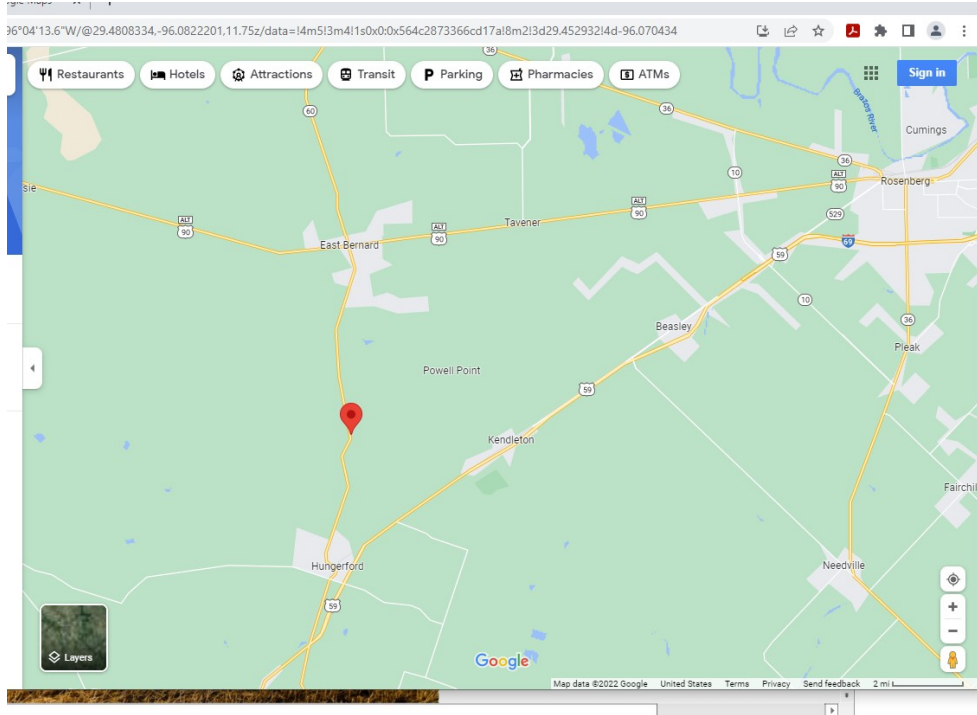 96°04'13.6"W/@29.4808334,-96.0822201,11.75z/data=!4m5!3m4!1s0x0:0x564c2873366cd17a!8m2!3d29.452932!4d-96.070434
Restaurants
Hotels
Attractions
Transit
P Parking
Pharmacies
ATMs
Sign in
36
60
36
Brazos River
Cumings
36
10
ALT
90
Rosenberg
sie
ALT
90
ALT
90
Tavener
ALT
90
529
East Bernard
69
59
10
36
Beasley
Pleak
Powell Point
59
Kendleton
Fairchil
Hungerford
Needville
59
Layers
Google
Map data ©2022 Google United States Terms Privacy Send feedback 2 mi